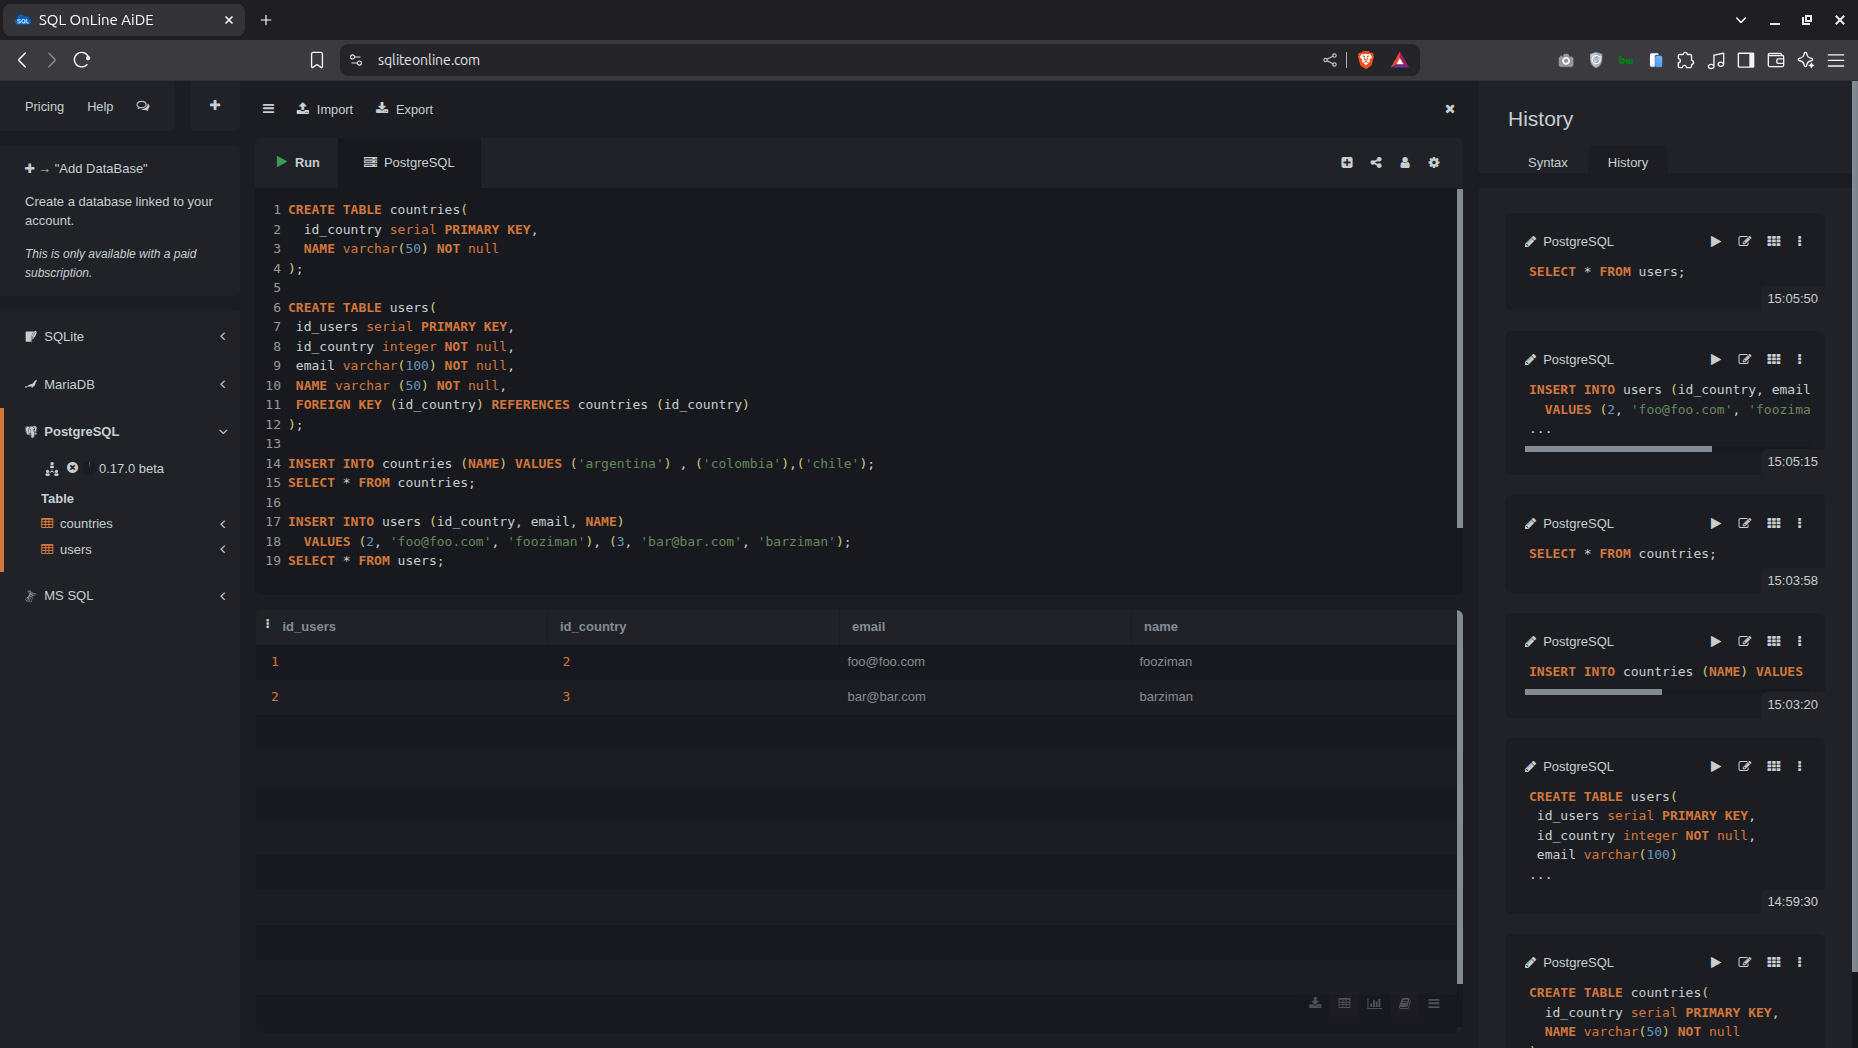 SQL OnLine AiDE
sqliteonline.com
Pricing Help
"Add DataBase"
Create a database linked to your
account.
This is only available with a paid
subscription.
SQLite
MariaDB
PostgreSQL
0.17.0 beta
Table
countries
users
MS SQL
Import Export
Run PostgreSQL
1 CREATE TABLE countries(
2   id_country serial PRIMARY KEY,
3   NAME varchar(50) NOT null
4 );
5
6 CREATE TABLE users(
7  id_users serial PRIMARY KEY,
8  id_country integer NOT null,
9  email varchar(100) NOT null,
10  NAME varchar (50) NOT null,
11  FOREIGN KEY (id_country) REFERENCES countries (id_country)
12 );
13
14 INSERT INTO countries (NAME) VALUES ('argentina') , ('colombia'),('chile');
15 SELECT * FROM countries;
16
17 INSERT INTO users (id_country, email, NAME)
18   VALUES (2, 'foo@foo.com', 'fooziman'), (3, 'bar@bar.com', 'barziman');
19 SELECT * FROM users;
id_users id_country email name
1 2 foo@foo.com fooziman
2 3 bar@bar.com barziman
History
Syntax History
PostgreSQL
SELECT * FROM users;
15:05:50
PostgreSQL
INSERT INTO users (id_country, email
VALUES (2, 'foo@foo.com', 'foozima
...
15:05:15
PostgreSQL
SELECT * FROM countries;
15:03:58
PostgreSQL
INSERT INTO countries (NAME) VALUES
15:03:20
PostgreSQL
CREATE TABLE users(
id_users serial PRIMARY KEY,
id_country integer NOT null,
email varchar(100)
...
14:59:30
PostgreSQL
CREATE TABLE countries(
id_country serial PRIMARY KEY,
NAME varchar(50) NOT null